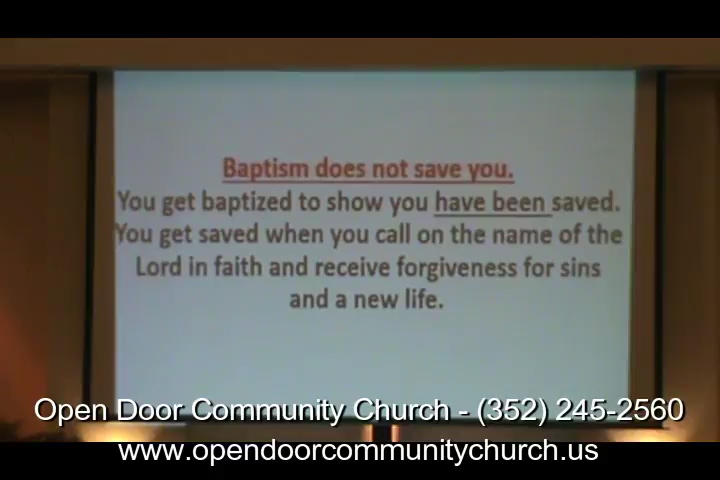 Baptism does not save you.
You get baptized to show you have been saved.
You get saved when you call on the name of the
Lord in faith and receive forgiveness for sins
and a new life.
Open Door Community Church - (352) 245-2560
www.opendoorcommunitychurch.us